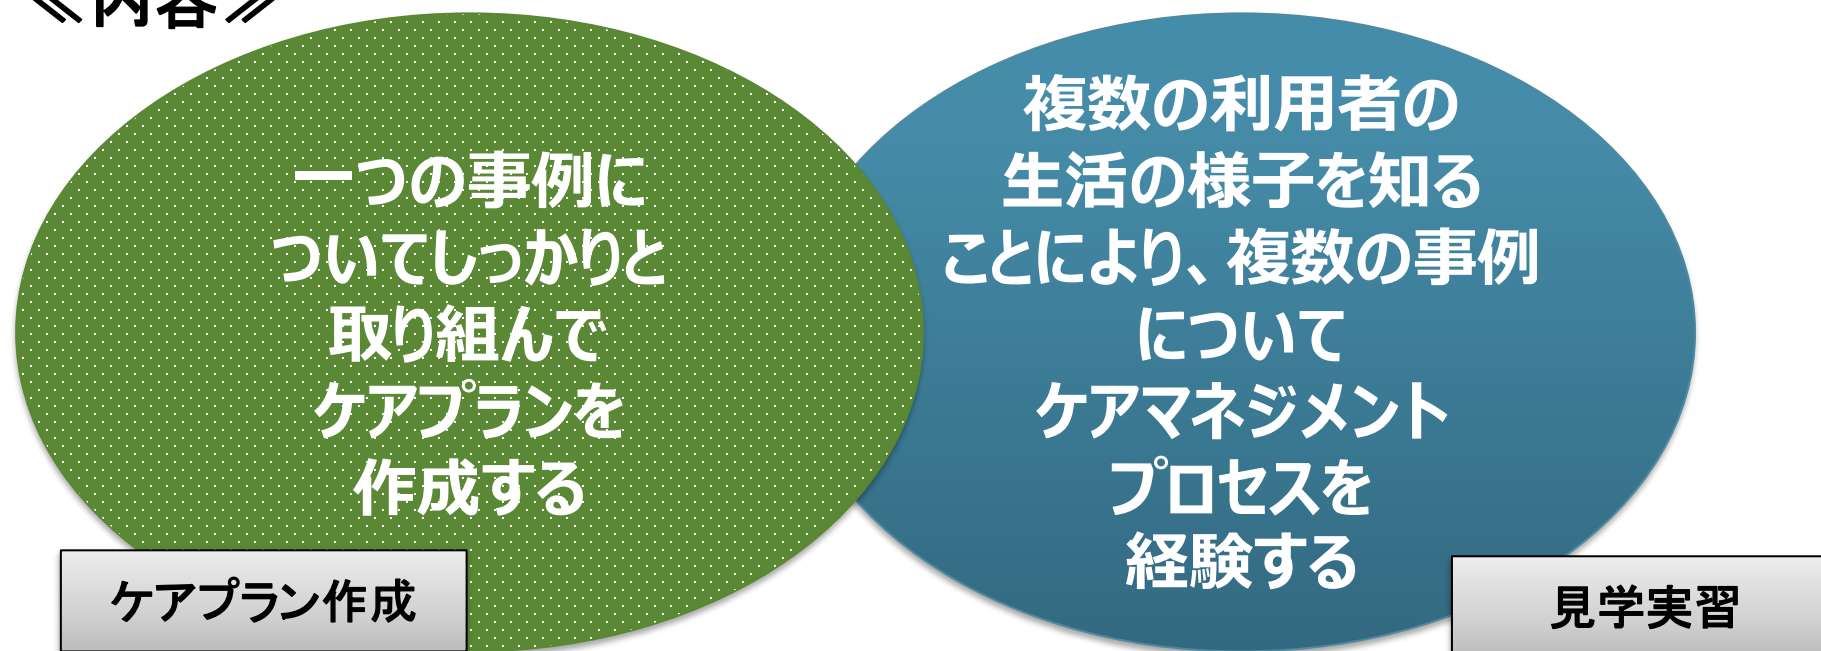 ≪内容≫
一つの事例に
ついてしっかりと
取り組んで
ケアプランを
作成する
ケアプラン作成
複数の利用者の
生活の様子を知る
ことにより、複数の事例
について
ケアマネジメント
プロセスを
経験する
見学実習